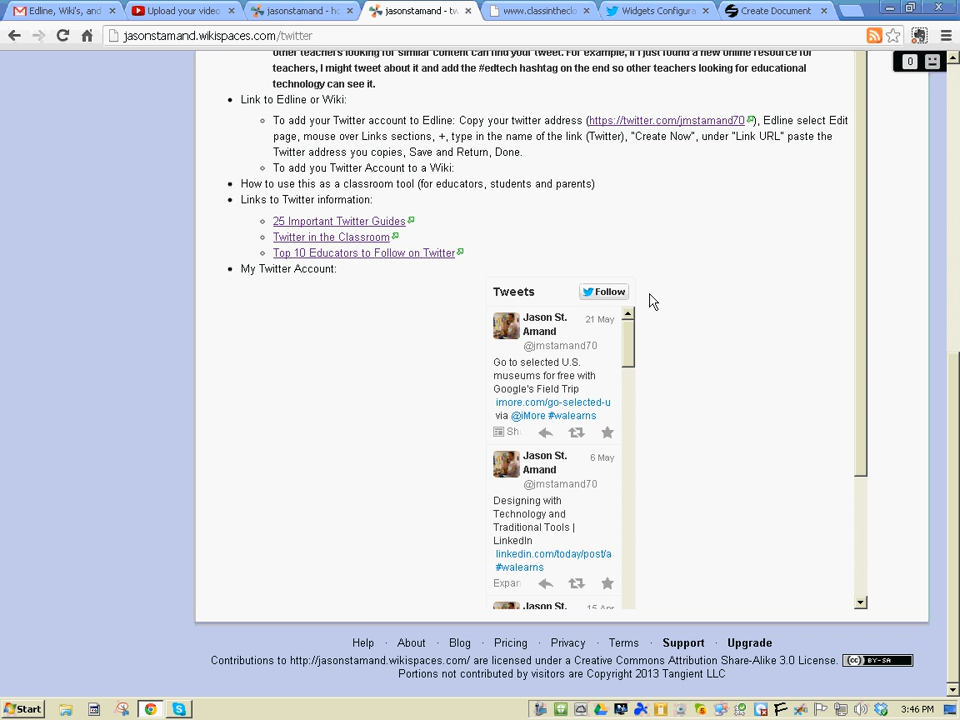 Edline, Wiki's, and
Upload your video
jasonstamand - ho
jasonstamand - tw
www.classinthecl
Widgets Configura
Create Document
jasonstamand.wikispaces.com/twitter
0
other teachers looking for similar content can find your tweet. For example, if I just found a new online resource for
teachers, I might tweet about it and add the #edtech hashtag on the end so other teachers looking for educational
technology can see it.
Link to Edline or Wiki:
To add your Twitter account to Edline: Copy your twitter address (https://twitter.com/jmstamand70), Edline select Edit
page, mouse over Links sections, +, type in the name of the link (Twitter), "Create Now", under "Link URL" paste the
Twitter address you copies, Save and Return, Done.
To add you Twitter Account to a Wiki:
How to use this as a classroom tool (for educators, students and parents)
Links to Twitter information:
25 Important Twitter Guides
Twitter in the Classroom
Top 10 Educators to Follow on Twitter
My Twitter Account:
Tweets
Follow
Jason St. Amand
21 May
@jmstamand70
Go to selected U.S.
museums for free with
Google's Field Trip
imore.com/go-selected-u
via @iMore #walearns
Sh
Jason St. Amand
6 May
@jmstamand70
Designing with
Technology and
Traditional Tools |
LinkedIn
linkedin.com/today/post/a
#walearns
Expan
Jason St.
15 Apr
Help · About · Blog · Pricing · Privacy · Terms · Support · Upgrade
Contributions to http://jasonstamand.wikispaces.com/ are licensed under a Creative Commons Attribution Share-Alike 3.0 License. (cc) BY-SA
Portions not contributed by visitors are Copyright 2013 Tangient LLC
Start
3:46 PM